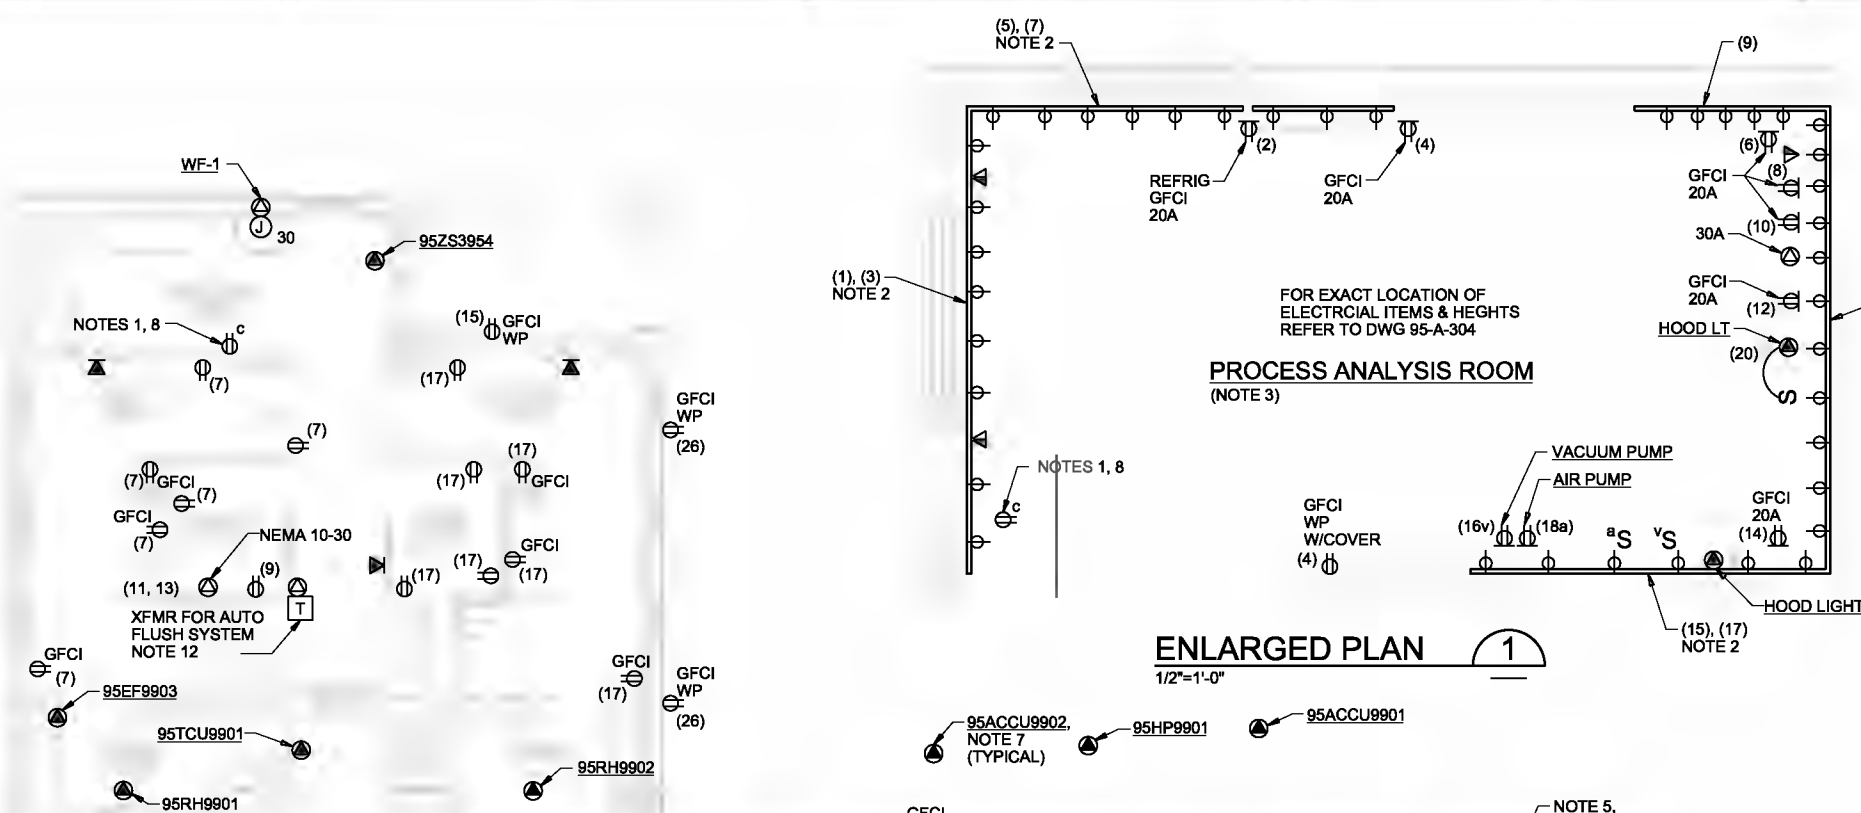 WF-1
J
30
95ZS3954
NOTES 1, 8
c
(7)
(15)
GFCI
WP
(17)
GFCI
WP
(26)
(7)
(7)
GFCI
(7)
GFCI
(7)
(17)
(17)
GFCI
NEMA 10-30
(11, 13)
(9)
T
XFMR FOR AUTO
FLUSH SYSTEM
NOTE 12
(17)
(17)
GFCI
(17)
GFCI
(7)
GFCI
(17)
GFCI
WP
(26)
95EF9903
95TCU9901
95RH9901
95RH9902
(5), (7)
NOTE 2
(9)
(2)
REFRIG
GFCI
20A
(4)
GFCI
20A
(6)
(8)
GFCI
20A
(10)
30A
GFCI
20A
(12)
HOOD LT
(20)
S
(1), (3)
NOTE 2
FOR EXACT LOCATION OF
ELECTRCIAL ITEMS & HEGHTS
REFER TO DWG 95-A-304
PROCESS ANALYSIS ROOM
(NOTE 3)
NOTES 1, 8
c
GFCI
WP
W/COVER
(4)
VACUUM PUMP
AIR PUMP
(16v)
(18a)
aS
vS
GFCI
20A
(14)
HOOD LIGHT
(15), (17)
NOTE 2
ENLARGED PLAN
1
1/2"=1'-0"
95ACCU9902,
NOTE 7
(TYPICAL)
95HP9901
95ACCU9901
GFCI
NOTE 5,